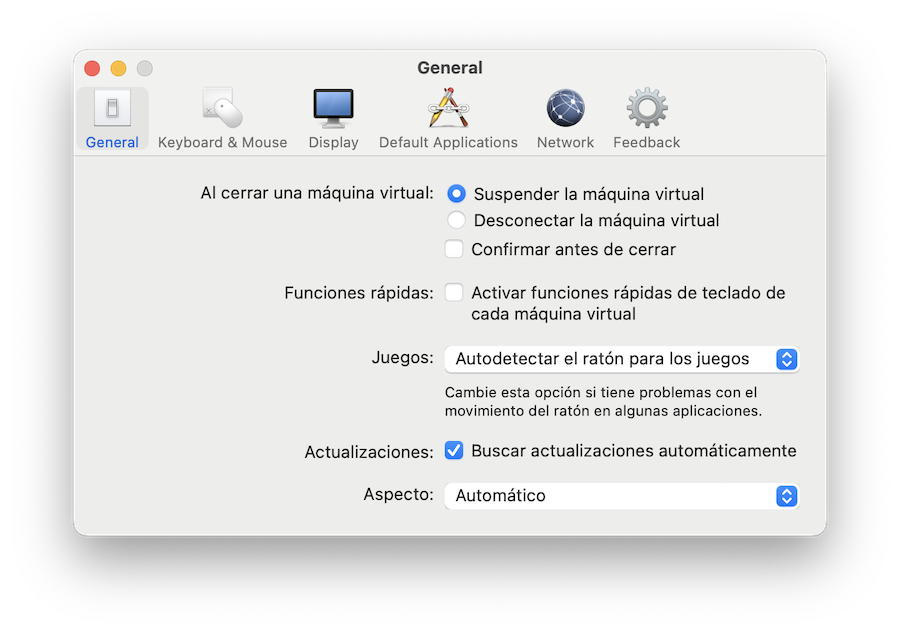 General
General
Keyboard & Mouse
Display
Default Applications
Network
Feedback
Al cerrar una máquina virtual:
Suspender la máquina virtual
Desconectar la máquina virtual
Confirmar antes de cerrar
Funciones rápidas:
Activar funciones rápidas de teclado de
cada máquina virtual
Juegos:
Autodetectar el ratón para los juegos
Cambie esta opción si tiene problemas con el
movimiento del ratón en algunas aplicaciones.
Actualizaciones:
Buscar actualizaciones automáticamente
Aspecto:
Automático